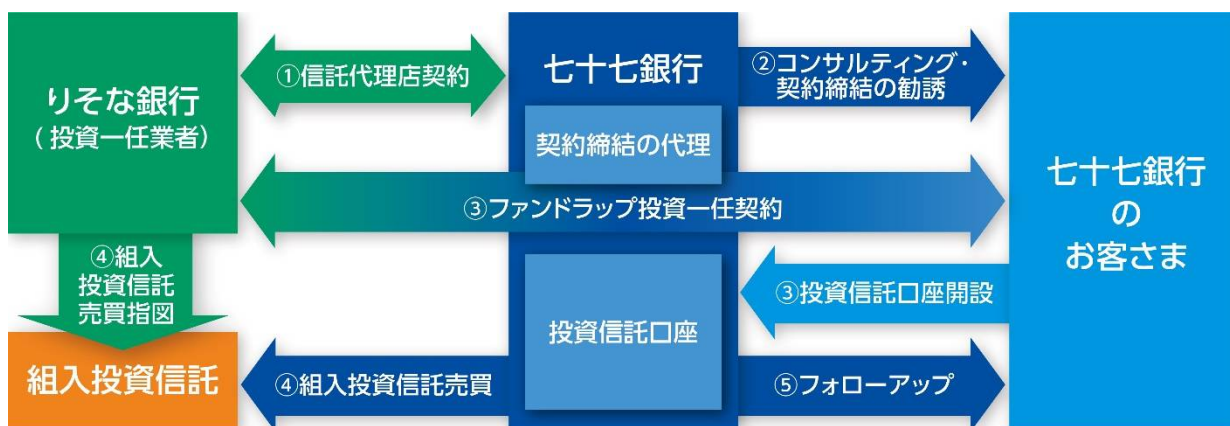 りそな銀行
(投資一任業者)
①信託代理店契約
七十七銀行
契約締結の代理
②コンサルティング・
契約締結の勧誘
七十七銀行
の
お客さま
③ファンドラップ投資一任契約
④組入
投資信託
売買指図
③投資信託口座開設
投資信託口座
組入投資信託
④組入投資信託売買
⑤フォローアップ